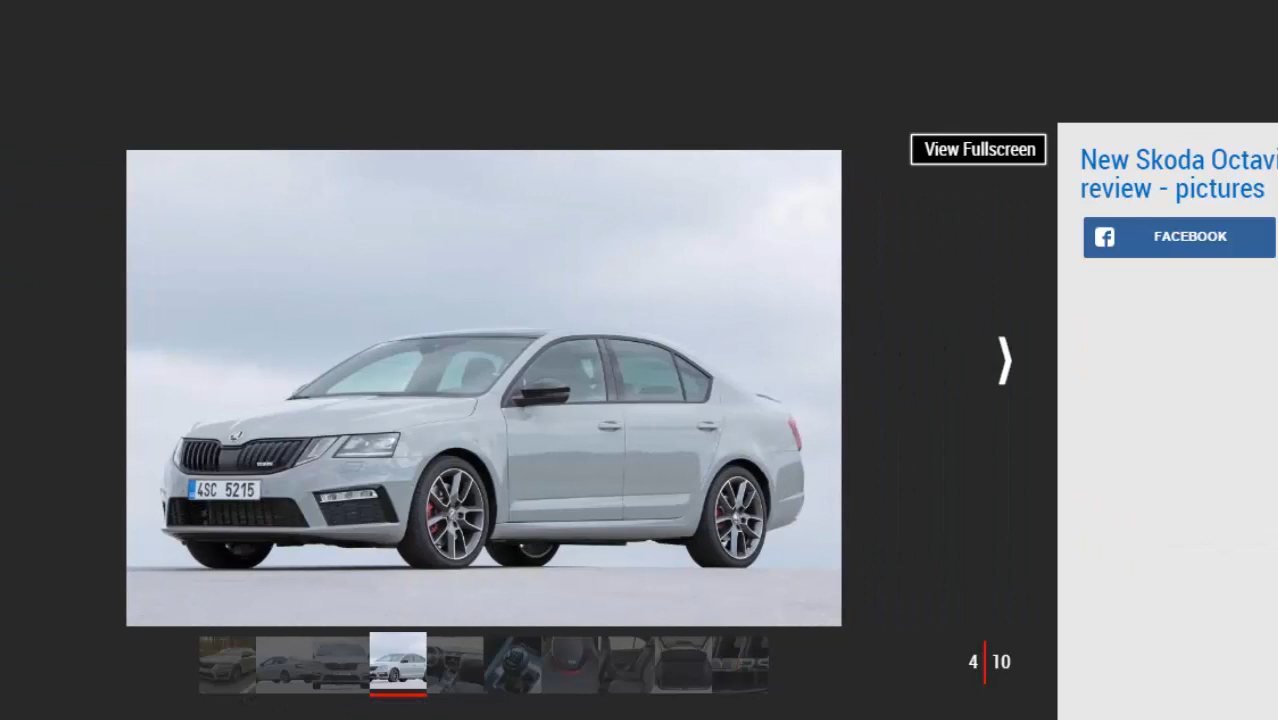 View Fullscreen
New Skoda Octavi
review - pictures
FACEBOOK
4SC 5215
4
10